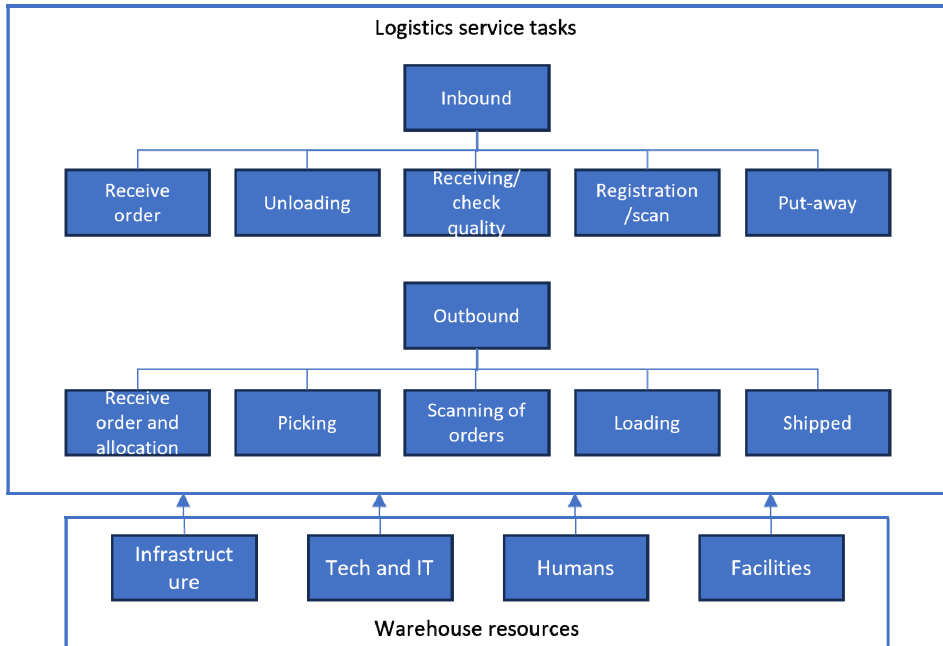 Logistics service tasks
Inbound
Receive
order
Unloading
Receiving/
check
quality
Registration
/scan
Put-away
Outbound
Receive
order and
allocation
Picking
Scanning of
orders
Loading
Shipped
Infrastruct
ure
Tech and IT
Humans
Facilities
Warehouse resources